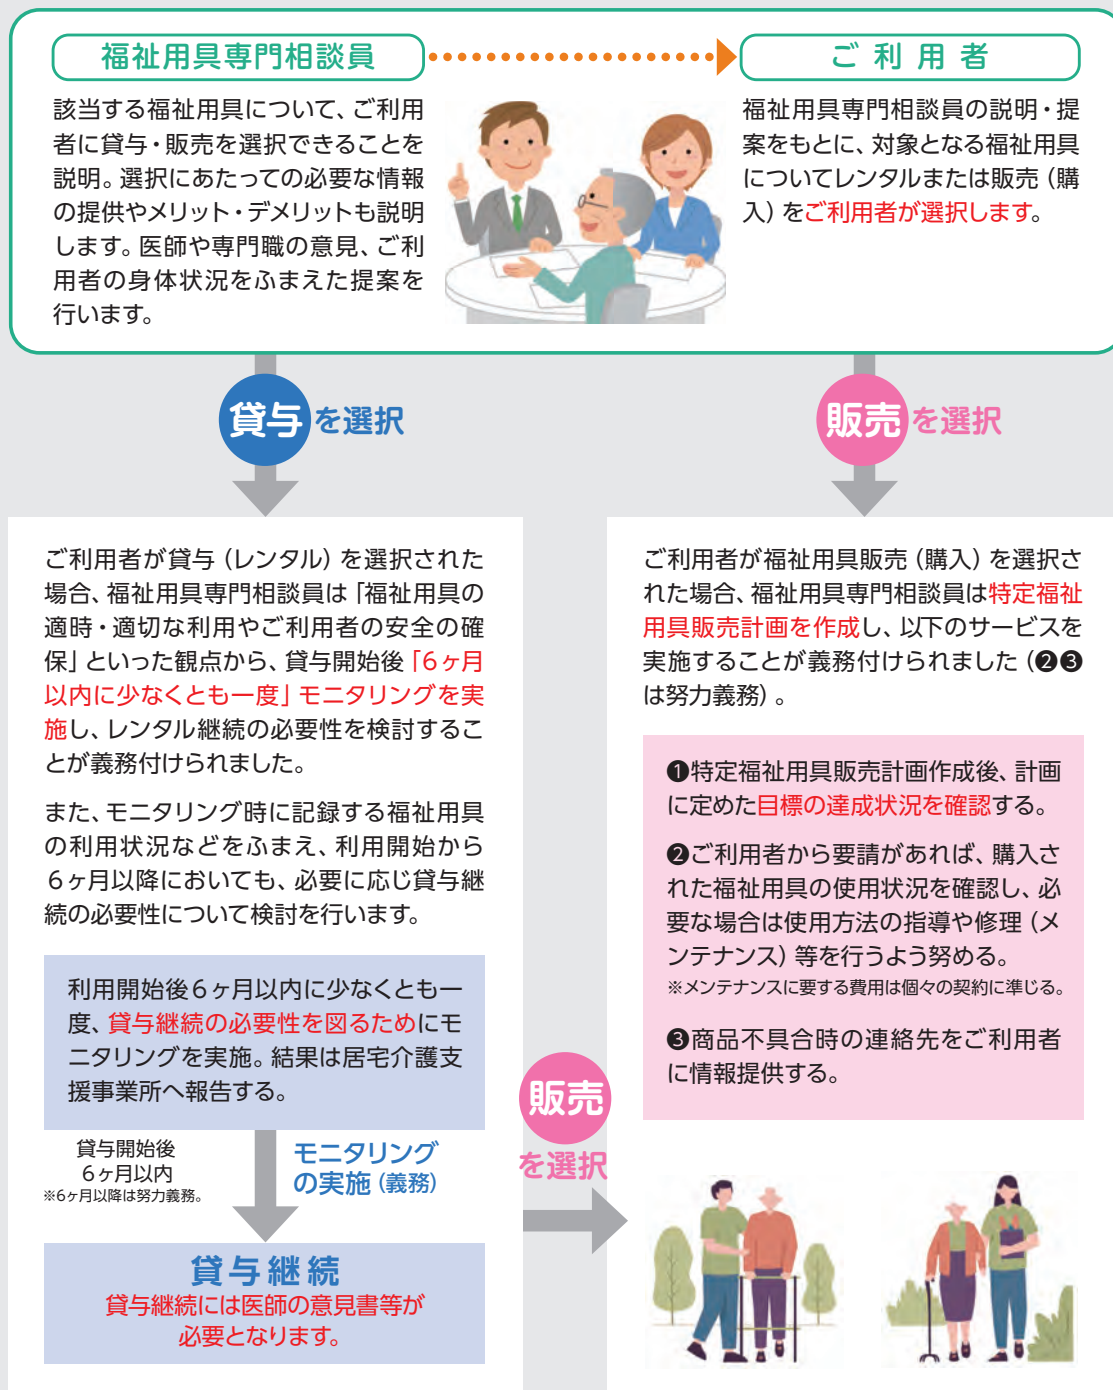 福祉用具専門相談員
該当する福祉用具について、ご利用
者に貸与・販売を選択できることを
説明。選択にあたっての必要な情報
の提供やメリット・デメリットも説明
します。医師や専門職の意見、ご利
用者の身体状況をふまえた提案を
行います。
ご利用者
福祉用具専門相談員の説明・提
案をもとに、対象となる福祉用具
についてレンタルまたは販売（購
入）をご利用者が選択します。
貸与を選択
販売を選択
ご利用者が貸与（レンタル）を選択された
場合、福祉用具専門相談員は「福祉用具の
適時・適切な利用やご利用者の安全の確
保」といった観点から、貸与開始後「6ヶ月
以内に少なくとも一度」モニタリングを実
施し、レンタル継続の必要性を検討するこ
とが義務付けられました。
また、モニタリング時に記録する福祉用具
の利用状況などをふまえ、利用開始から
6ヶ月以降においても、必要に応じ貸与継
続の必要性について検討を行います。
利用開始後6ヶ月以内に少なくとも一
度、貸与継続の必要性を図るためにモ
ニタリングを実施。結果は居宅介護支
援事業所へ報告する。
貸与開始後
6ヶ月以内
※6ヶ月以降は努力義務。
モニタリング
の実施（義務）
貸与継続
貸与継続には医師の意見書等が
必要となります。
販売
を選択
ご利用者が福祉用具販売（購入）を選択さ
れた場合、福祉用具専門相談員は特定福祉
用具販売計画を作成し、以下のサービスを
実施することが義務付けられました（❷❸
は努力義務）。
❶特定福祉用具販売計画作成後、計画
に定めた目標の達成状況を確認する。
❷ご利用者から要請があれば、購入さ
れた福祉用具の使用状況を確認し、必
要な場合は使用方法の指導や修理（メ
ンテナンス）等を行うよう努める。
※メンテナンスに要する費用は個々の契約に準じる。
❸商品不具合時の連絡先をご利用者
に情報提供する。